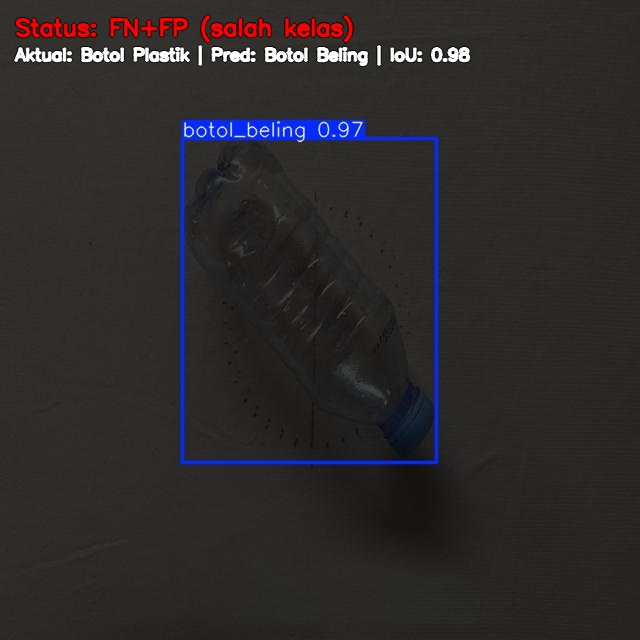 Status: FN+FP (salah kelas)
Aktual: Botol Plastik | Pred: Botol Beling | IoU: 0.98
botol_beling 0.97